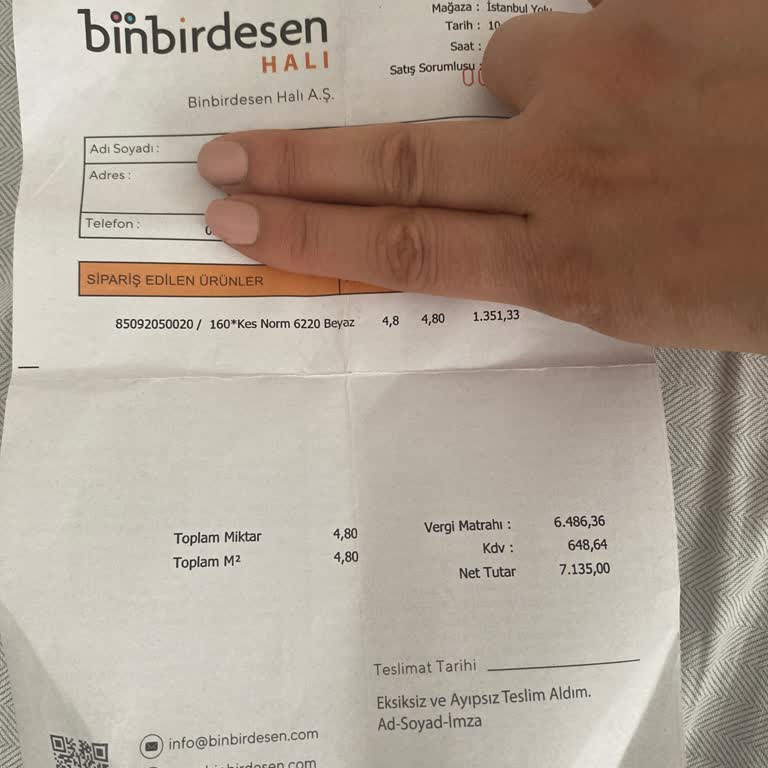 binbirdesen
HALI
Binbirdesen Halı A.Ş.
Mağaza : İstanbul Yolu
Tarih : 10
Saat :
Satış Sorumlusu :
Adı Soyadı :
Adres :
Telefon : 0
SİPARİŞ EDİLEN ÜRÜNLER
85092050020 / 160*Kes Norm 6220 Beyaz 4,8 4,80 1.351,33
Toplam Miktar 4,80
Toplam M² 4,80
Vergi Matrahı : 6.486,36
Kdv : 648,64
Net Tutar 7.135,00
Teslimat Tarihi
Eksiksiz ve Ayıpsız Teslim Aldım.
Ad-Soyad-İmza
info@binbirdesen.com